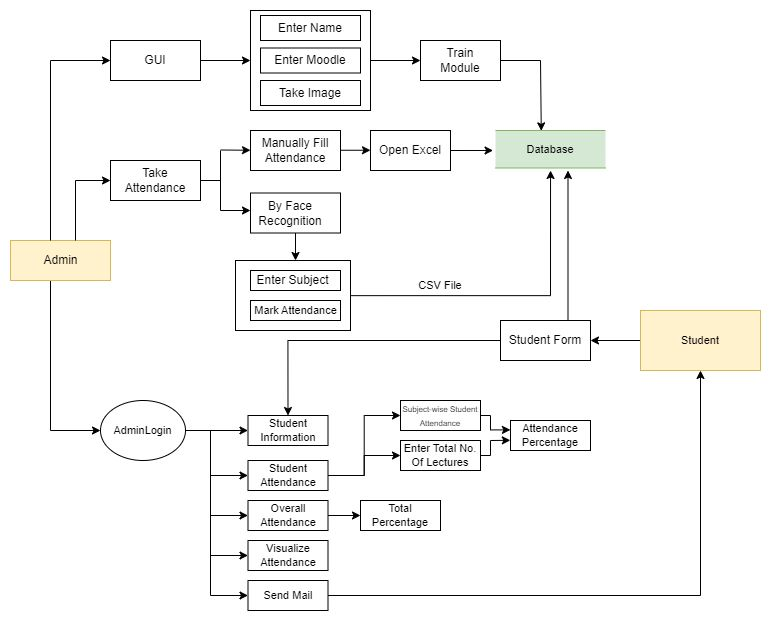 Enter Name
GUI
Enter Moodle
Train
Module
Take Image
Manually Fill
Attendance
Open Excel
Database
Take
Attendance
By Face
Recognition
Admin
Enter Subject
CSV File
Mark Attendance
Student Form
Student
AdminLogin
Student
Information
Subject-wise Student
Attendance
Attendance
Percentage
Enter Total No.
Of Lectures
Student
Attendance
Overall
Attendance
Total
Percentage
Visualize
Attendance
Send Mail